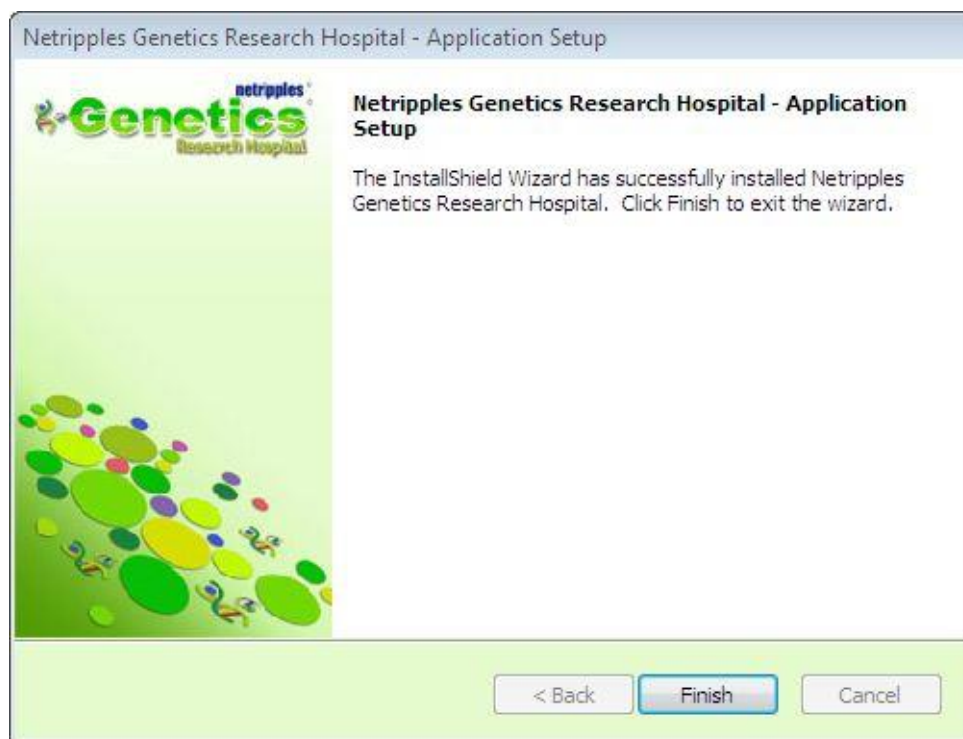 Netripples Genetics Research Hospital - Application Setup
netripples
Genetics
Research Hospital
Netripples Genetics Research Hospital - Application
Setup
The InstallShield Wizard has successfully installed Netripples
Genetics Research Hospital.  Click Finish to exit the wizard.
< Back
Finish
Cancel